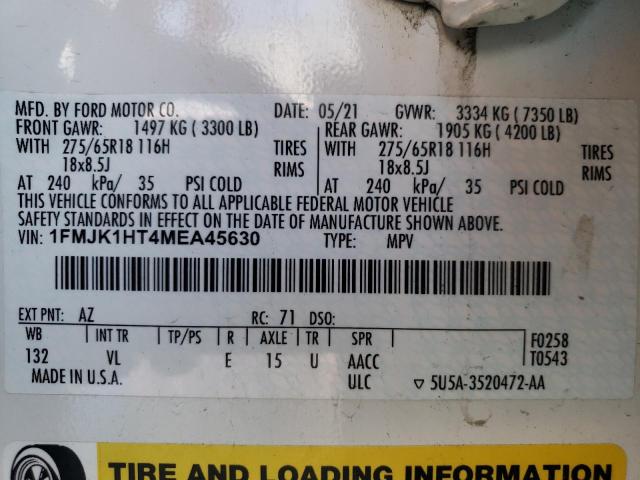 MFD. BY FORD MOTOR CO. DATE: 05/21 GVWR: 3334 KG ( 7350 LB)
FRONT GAWR: 1497 KG ( 3300 LB) REAR GAWR: 1905 KG ( 4200 LB)
WITH 275/65R18 116H TIRES WITH 275/65R18 116H TIRES
18x8.5J RIMS 18x8.5J RIMS
AT 240 kPa/ 35 PSI COLD AT 240 kPa/ 35 PSI COLD
THIS VEHICLE CONFORMS TO ALL APPLICABLE FEDERAL MOTOR VEHICLE
SAFETY STANDARDS IN EFFECT ON THE DATE OF MANUFACTURE SHOWN ABOVE.
VIN: 1FMJK1HT4MEA45630 TYPE: MPV
EXT PNT: AZ RC: 71 DSO:
WB INT TR TP/PS R AXLE TR SPR F0258
132 VL E 15 U AACC T0543
MADE IN U.S.A. ULC ▽ 5U5A-3520472-AA
TIRE AND LOADING INFORMATION